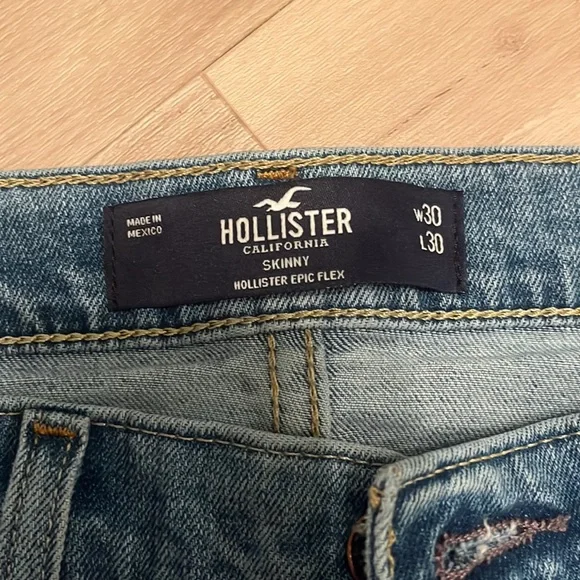 MADE IN
MEXICO
HOLLISTER
CALIFORNIA
SKINNY
HOLLISTER EPIC FLEX
W30
L30